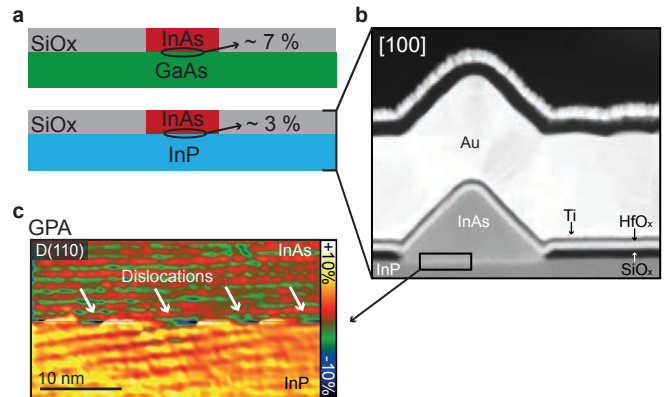 a
SiOx
InAs
~ 7 %
GaAs
SiOx
InAs
~ 3 %
InP
b
[100]
Au
InAs
Ti
HfOx
InP
SiOx
c
GPA
D(110)
InAs
Dislocations
10 nm
InP
+10%
-10%